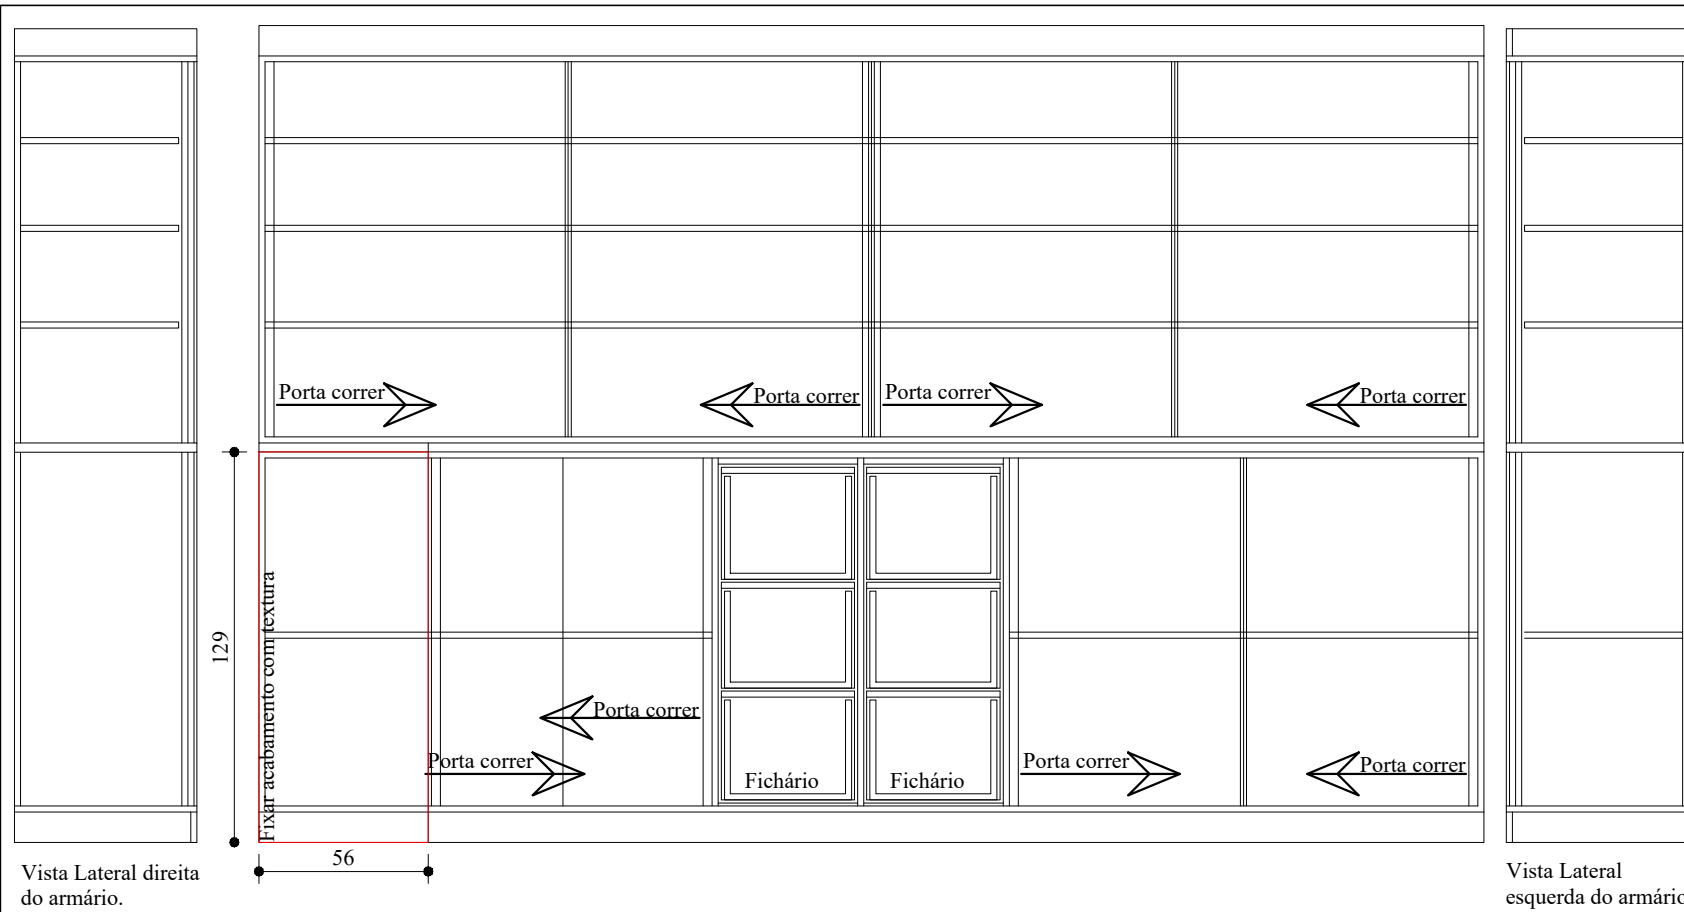 Porta correr
Porta correr
Porta correr
Porta correr
129
Fixar acabamento com textura
Porta correr
Porta correr
Fichário
Fichário
Porta correr
Porta correr
56
Vista Lateral direita
do armário.
Vista Lateral
esquerda do armário